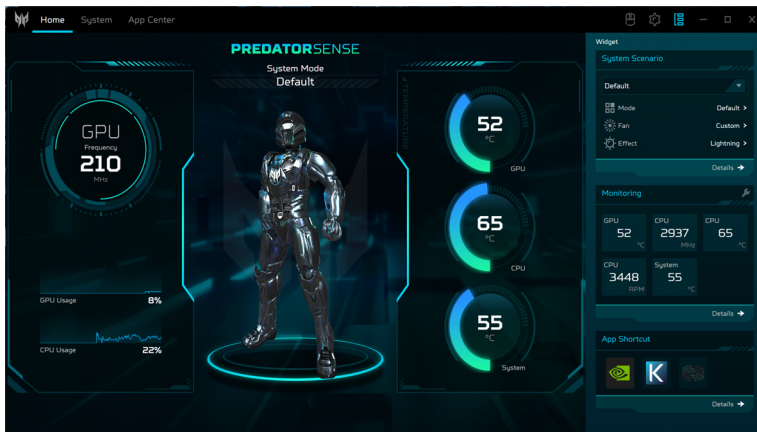 Home System App Center
PREDATORSENSE
System Mode
Default
GPU
Frequency
210
MHz
GPU Usage 8%
CPU Usage 22%
TEMPERATURE
52
°C
GPU
65
°C
CPU
55
°C
System
Widget
System Scenario
Default
Mode Default >
Fan Custom >
Effect Lightning >
Details →
Monitoring
GPU
52
°C
CPU
2937
MHz
CPU
65
°C
CPU
3448
RPM
System
55
°C
Details →
App Shortcut
K
Details →